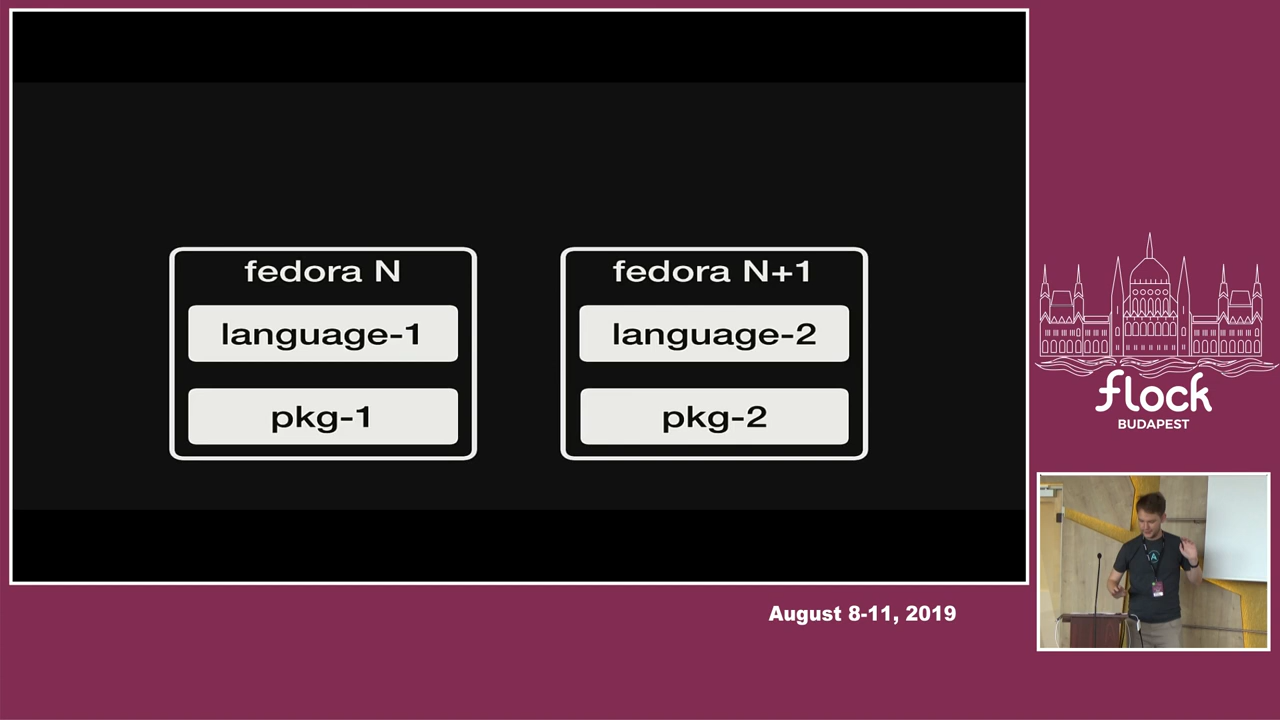 fedora N
language-1
pkg-1
fedora N+1
language-2
pkg-2
flock
BUDAPEST
August 8-11, 2019